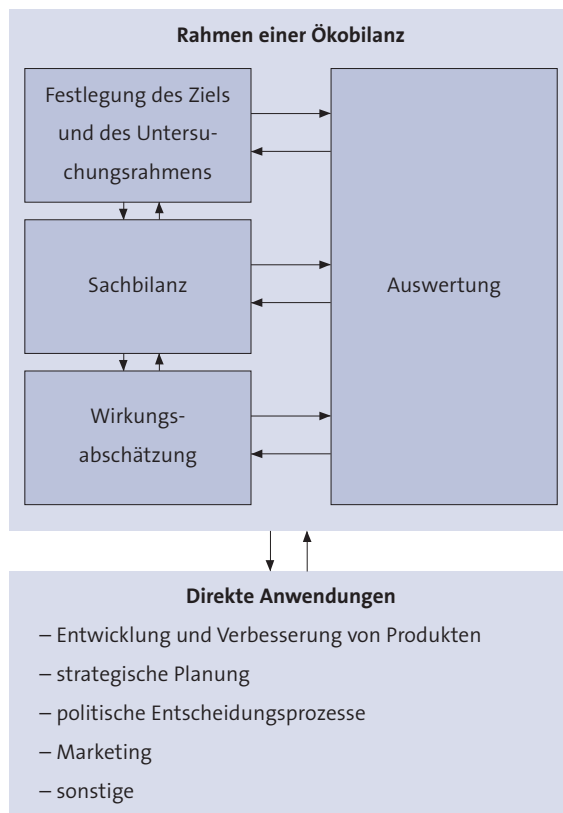 Rahmen einer Ökobilanz
Festlegung des Ziels
und des Untersu-
chungsrahmens
Sachbilanz
Wirkungs-
abschätzung
Auswertung
Direkte Anwendungen
– Entwicklung und Verbesserung von Produkten
– strategische Planung
– politische Entscheidungsprozesse
– Marketing
– sonstige